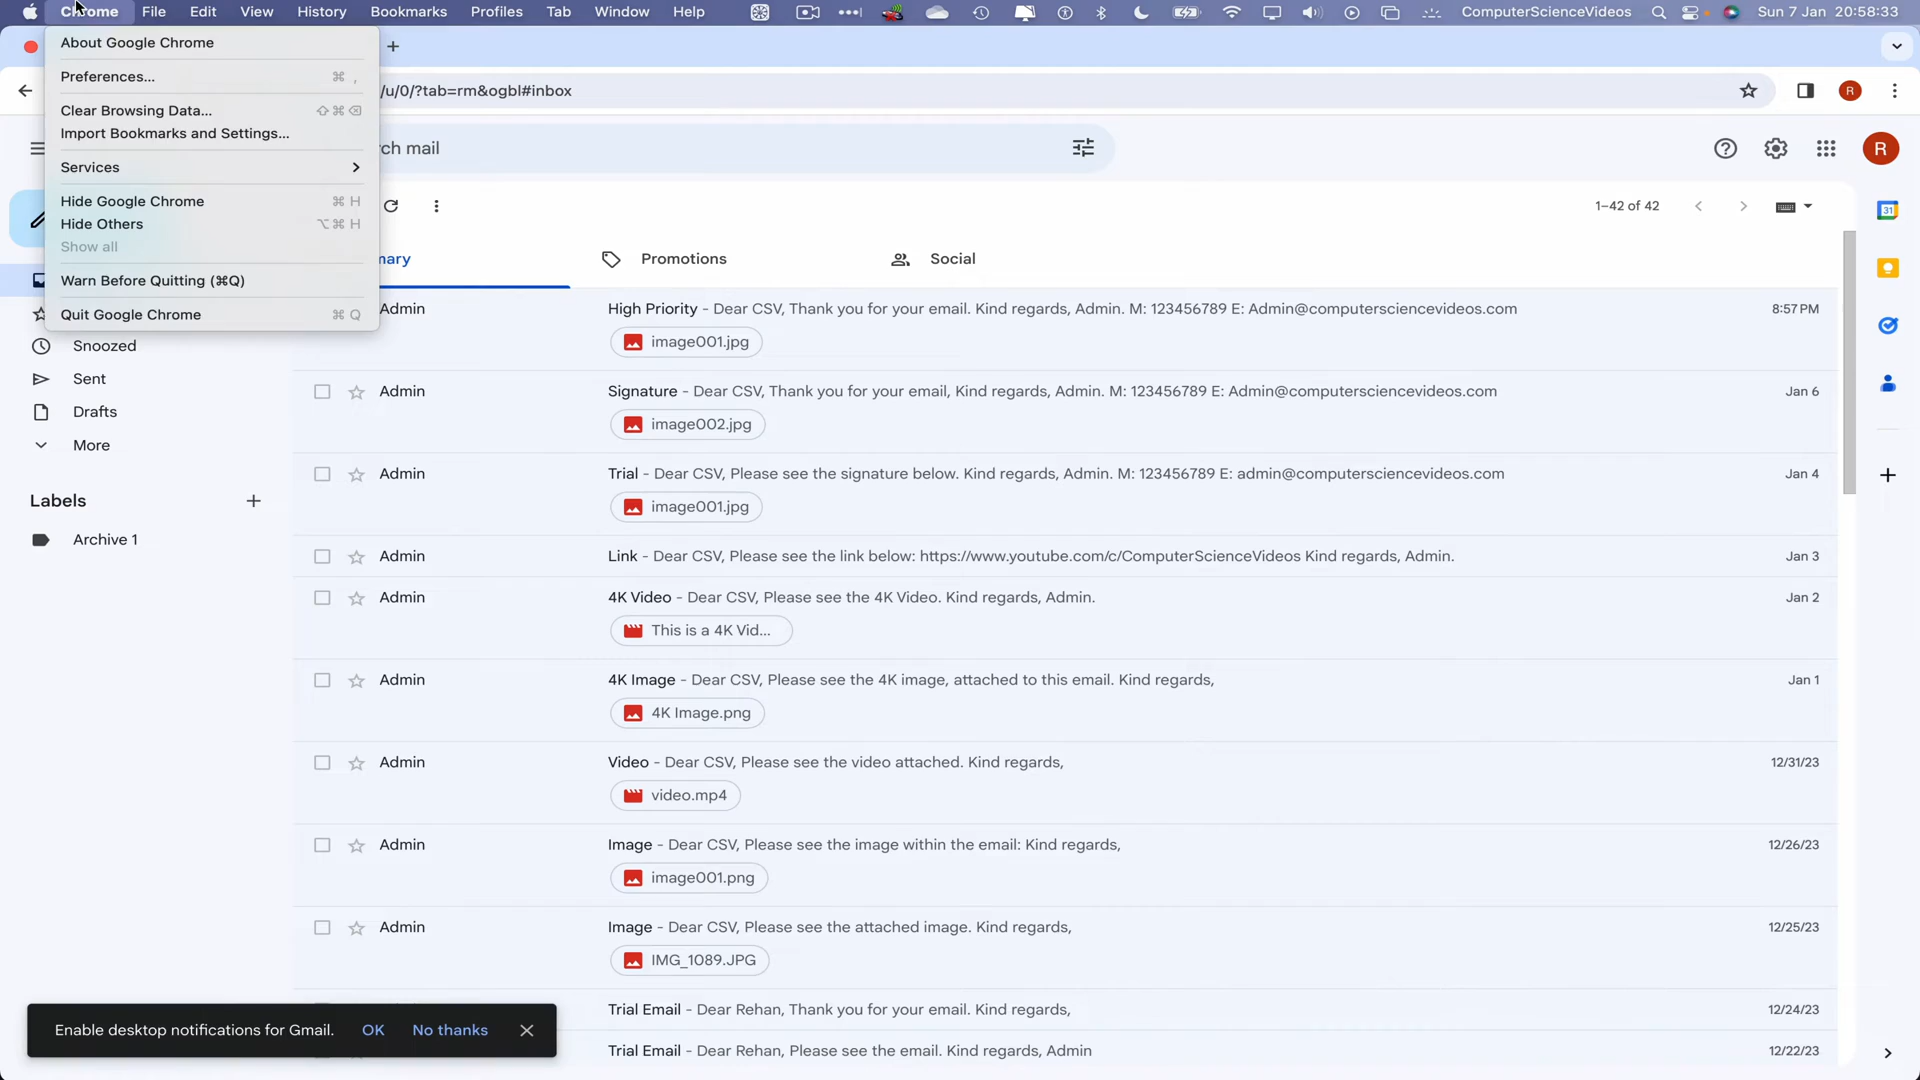 Chrome File Edit View History Bookmarks Profiles Tab Window Help ComputerScienceVideos Sun 7 Jan 20:58:33
About Google Chrome
Preferences... ⌘ ,
Clear Browsing Data... ⇧⌘⌫
Import Bookmarks and Settings...
Services
Hide Google Chrome ⌘ H
Hide Others ⌥⌘ H
Show all
Warn Before Quitting (⌘Q)
Quit Google Chrome ⌘ Q
/u/0/?tab=rm&ogbl#inbox R
rch mail R
1–42 of 42
mary Promotions Social
Admin High Priority - Dear CSV, Thank you for your email. Kind regards, Admin. M: 123456789 E: Admin@computersciencevideos.com 8:57 PM
image001.jpg
Snoozed
Sent
Drafts
More
Labels
Archive 1
Admin Signature - Dear CSV, Thank you for your email, Kind regards, Admin. M: 123456789 E: Admin@computersciencevideos.com Jan 6
image002.jpg
Admin Trial - Dear CSV, Please see the signature below. Kind regards, Admin. M: 123456789 E: admin@computersciencevideos.com Jan 4
image001.jpg
Admin Link - Dear CSV, Please see the link below: https://www.youtube.com/c/ComputerScienceVideos Kind regards, Admin. Jan 3
Admin 4K Video - Dear CSV, Please see the 4K Video. Kind regards, Admin. Jan 2
This is a 4K Vid...
Admin 4K Image - Dear CSV, Please see the 4K image, attached to this email. Kind regards, Jan 1
4K Image.png
Admin Video - Dear CSV, Please see the video attached. Kind regards, 12/31/23
video.mp4
Admin Image - Dear CSV, Please see the image within the email: Kind regards, 12/26/23
image001.png
Admin Image - Dear CSV, Please see the attached image. Kind regards, 12/25/23
IMG_1089.JPG
Trial Email - Dear Rehan, Thank you for your email. Kind regards, 12/24/23
Trial Email - Dear Rehan, Please see the email. Kind regards, Admin 12/22/23
Enable desktop notifications for Gmail. OK No thanks
31